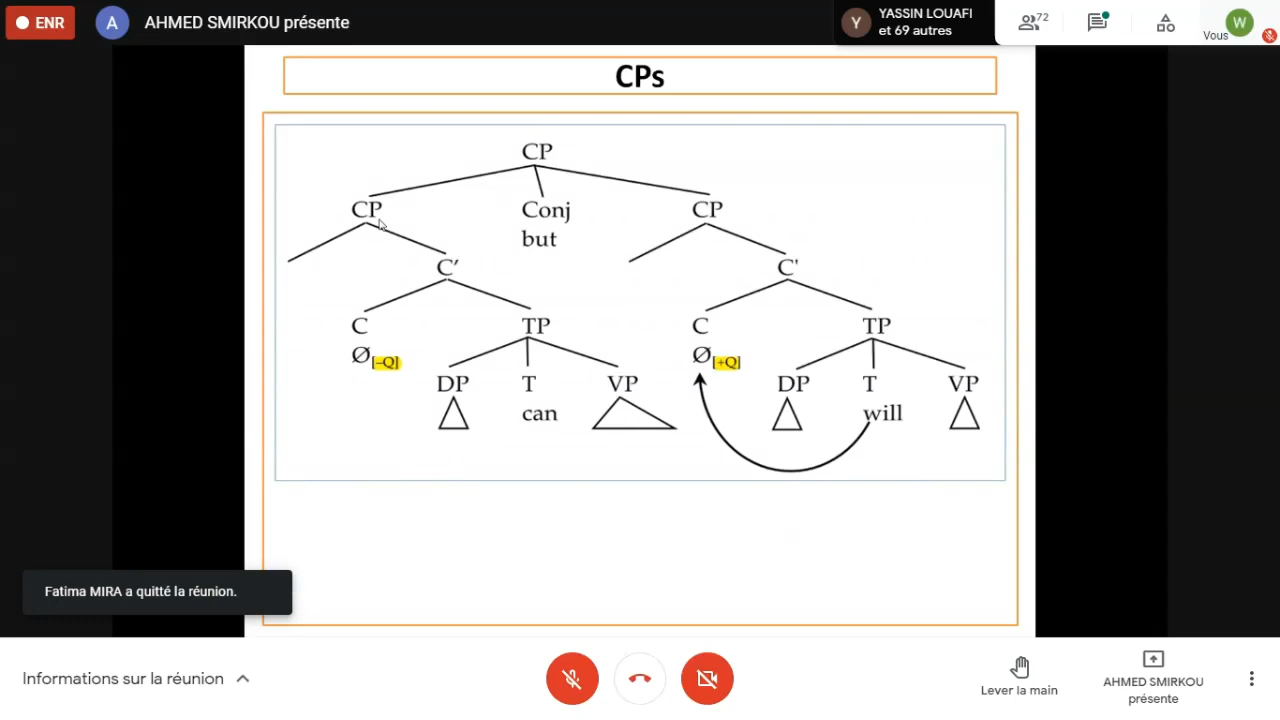 ENR
A
AHMED SMIRKOU présente
Y
YASSIN LOUAFI
et 69 autres
72
Vous
W
CPs
CP
CP
Conj
CP
but
C′
C'
C
TP
C
TP
Ø[−Q]
Ø[+Q]
DP
T
VP
DP
T
VP
can
will
Fatima MIRA a quitté la réunion.
Informations sur la réunion
Lever la main
AHMED SMIRKOU
présente